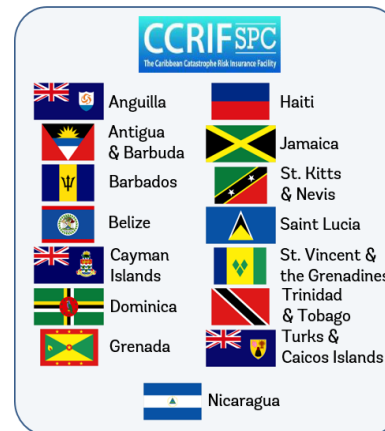 CCRIF SPC
The Caribbean Catastrophe Risk Insurance Facility
Anguilla
Antigua
& Barbuda
Barbados
Belize
Cayman
Islands
Dominica
Grenada
Haiti
Jamaica
St. Kitts
& Nevis
Saint Lucia
St. Vincent &
the Grenadines
Trinidad
& Tobago
Turks &
Caicos Islands
Nicaragua